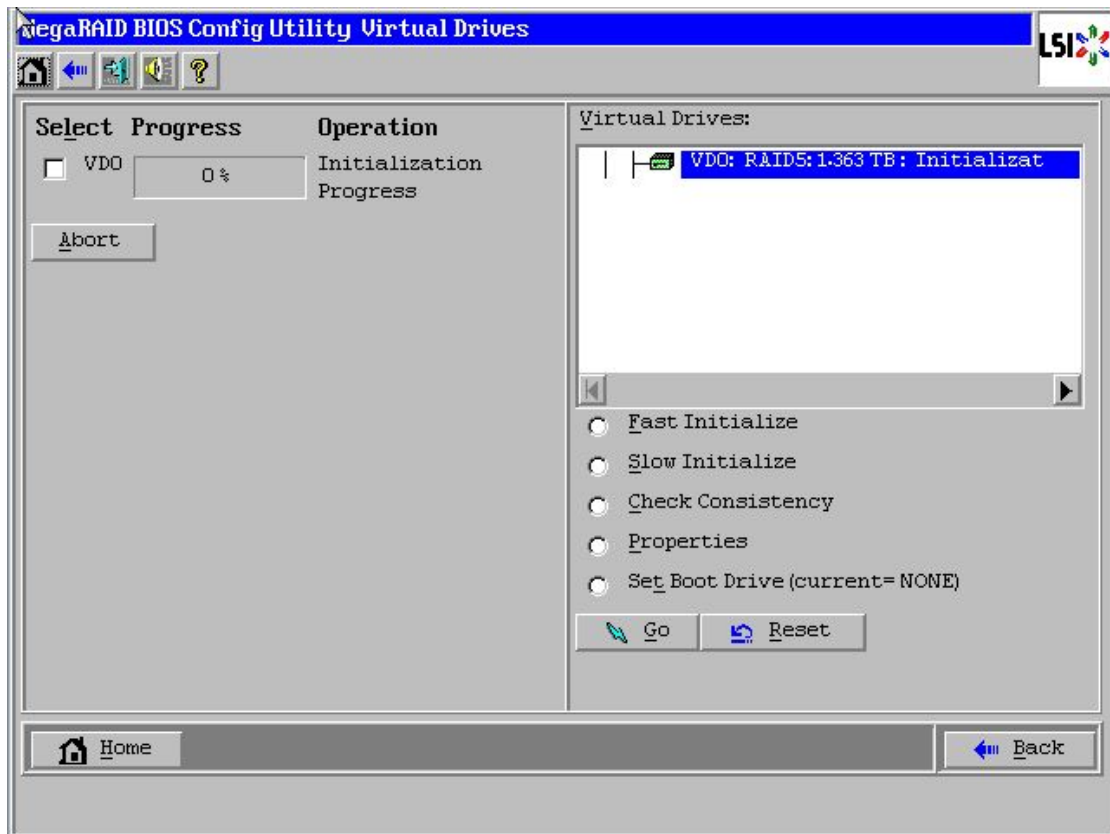 MegaRAID BIOS Config Utility Virtual Drives
LSI
Select Progress Operation
VD0 0% Initialization
Progress
Abort
Virtual Drives:
VD0: RAID5: 1.363 TB: Initializat
Fast Initialize
Slow Initialize
Check Consistency
Properties
Set Boot Drive (current= NONE)
Go Reset
Home Back